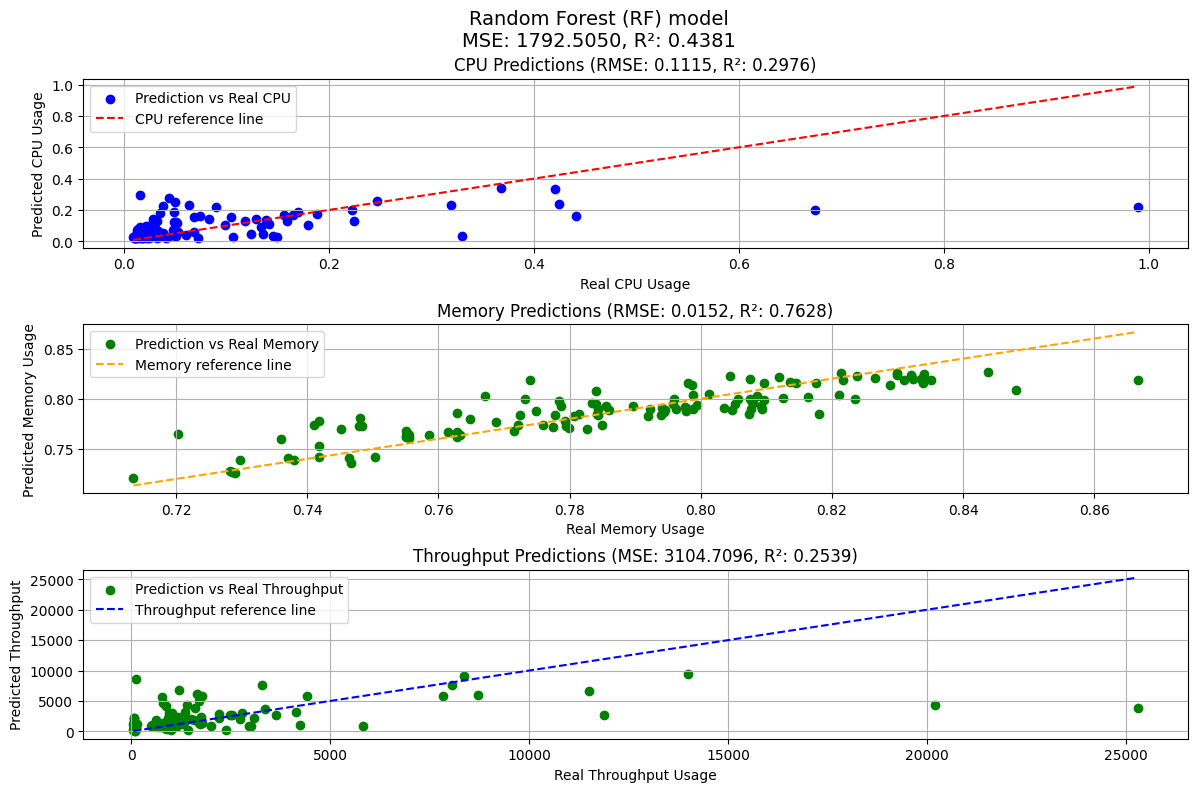 Random Forest (RF) model
MSE: 1792.5050, R²: 0.4381
CPU Predictions (RMSE: 0.1115, R²: 0.2976)
Prediction vs Real CPU
CPU reference line
Predicted CPU Usage
1.0
0.8
0.6
0.4
0.2
0.0
0.0 0.2 0.4 0.6 0.8 1.0
Real CPU Usage
Memory Predictions (RMSE: 0.0152, R²: 0.7628)
Prediction vs Real Memory
Memory reference line
Predicted Memory Usage
0.85
0.80
0.75
0.72 0.74 0.76 0.78 0.80 0.82 0.84 0.86
Real Memory Usage
Throughput Predictions (MSE: 3104.7096, R²: 0.2539)
Prediction vs Real Throughput
Throughput reference line
Predicted Throughput
25000
20000
15000
10000
5000
0
0 5000 10000 15000 20000 25000
Real Throughput Usage